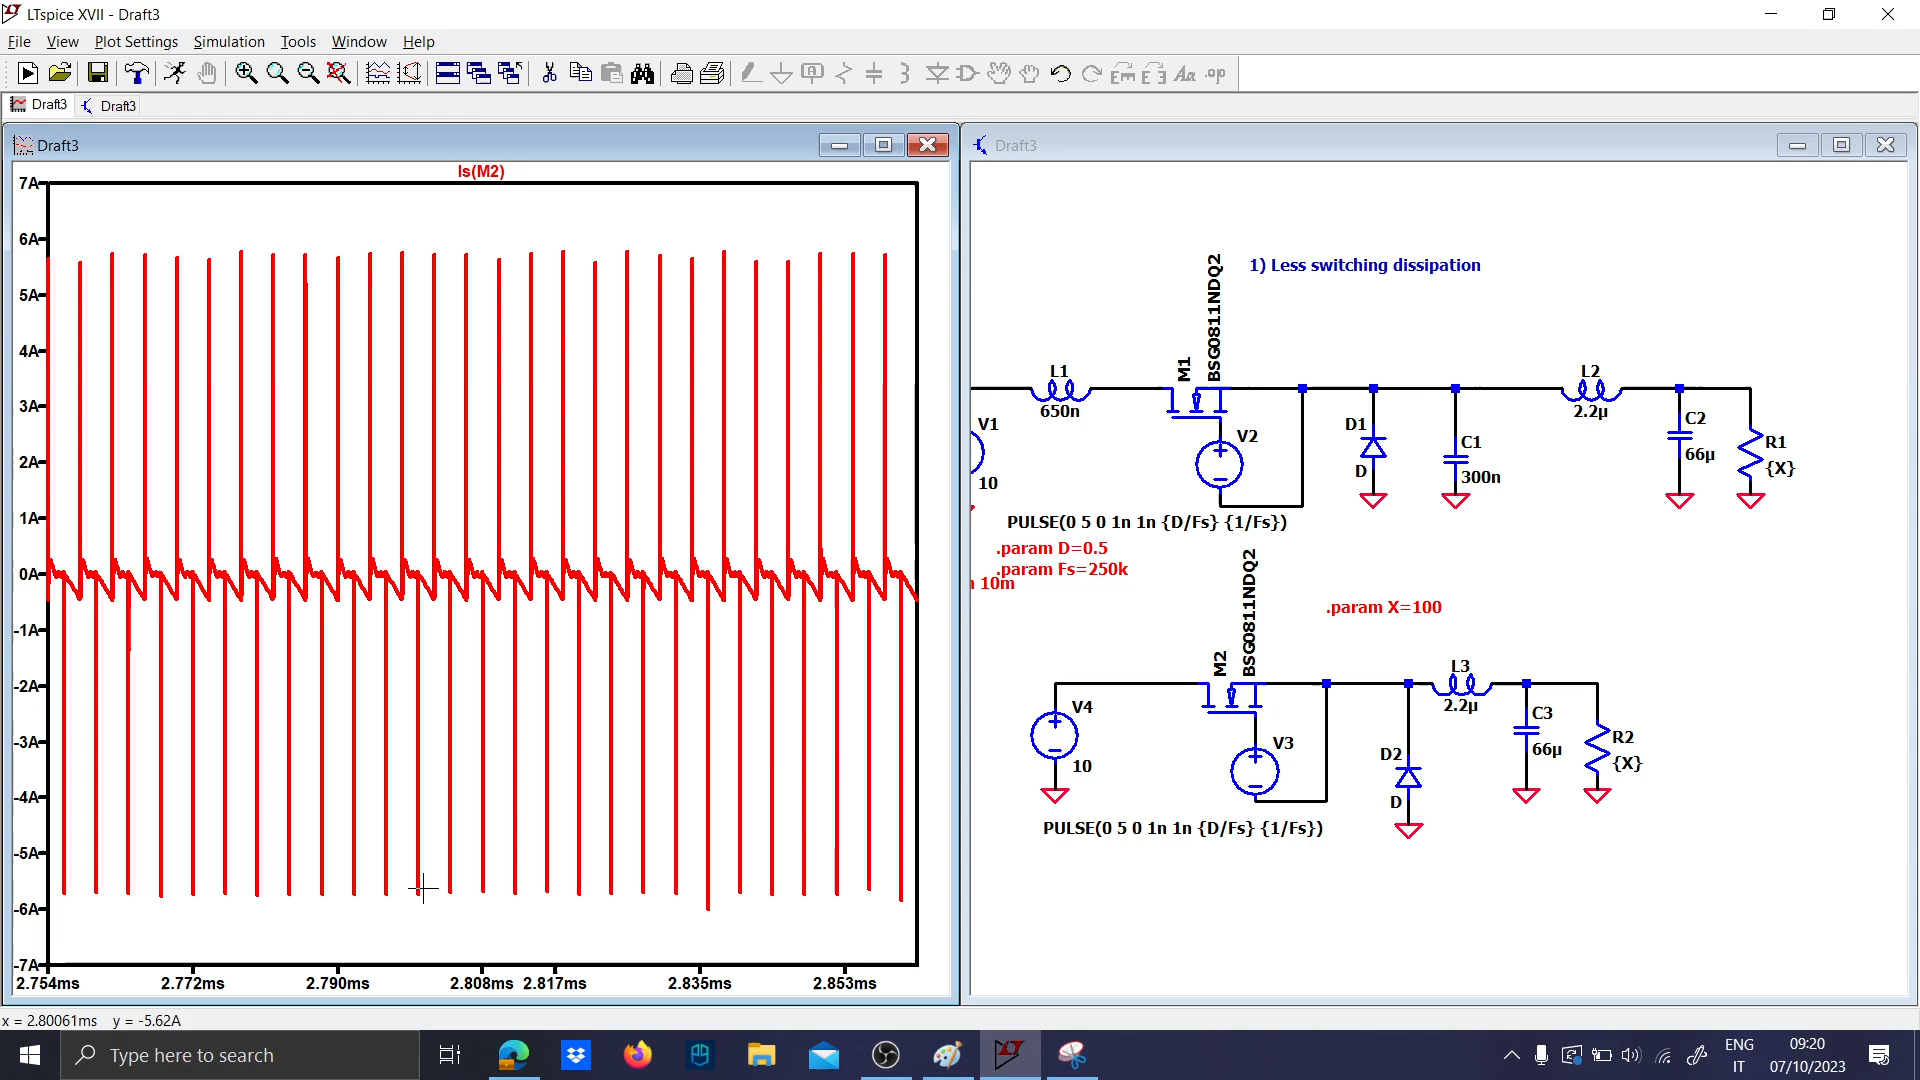 LTspice XVII - Draft3
File View Plot Settings Simulation Tools Window Help
Draft3 Draft3
Draft3
Is(M2)
7A
6A
5A
4A
3A
2A
1A
0A
-1A
-2A
-3A
-4A
-5A
-6A
-7A
2.754ms 2.772ms 2.790ms 2.808ms 2.817ms 2.835ms 2.853ms
Draft3
1) Less switching dissipation
BSG0811NDQ2
M1
L1
650n
V1
10
V2
D1
D
C1
300n
L2
2.2µ
C2
66µ
R1
{X}
PULSE(0 5 0 1n 1n {D/Fs} {1/Fs})
.param D=0.5
.param Fs=250k
10m
.param X=100
BSG0811NDQ2
M2
V4
10
V3
D2
D
L3
2.2µ
C3
66µ
R2
{X}
PULSE(0 5 0 1n 1n {D/Fs} {1/Fs})
x = 2.80061ms y = -5.62A
Type here to search
ENG
IT
09:20
07/10/2023